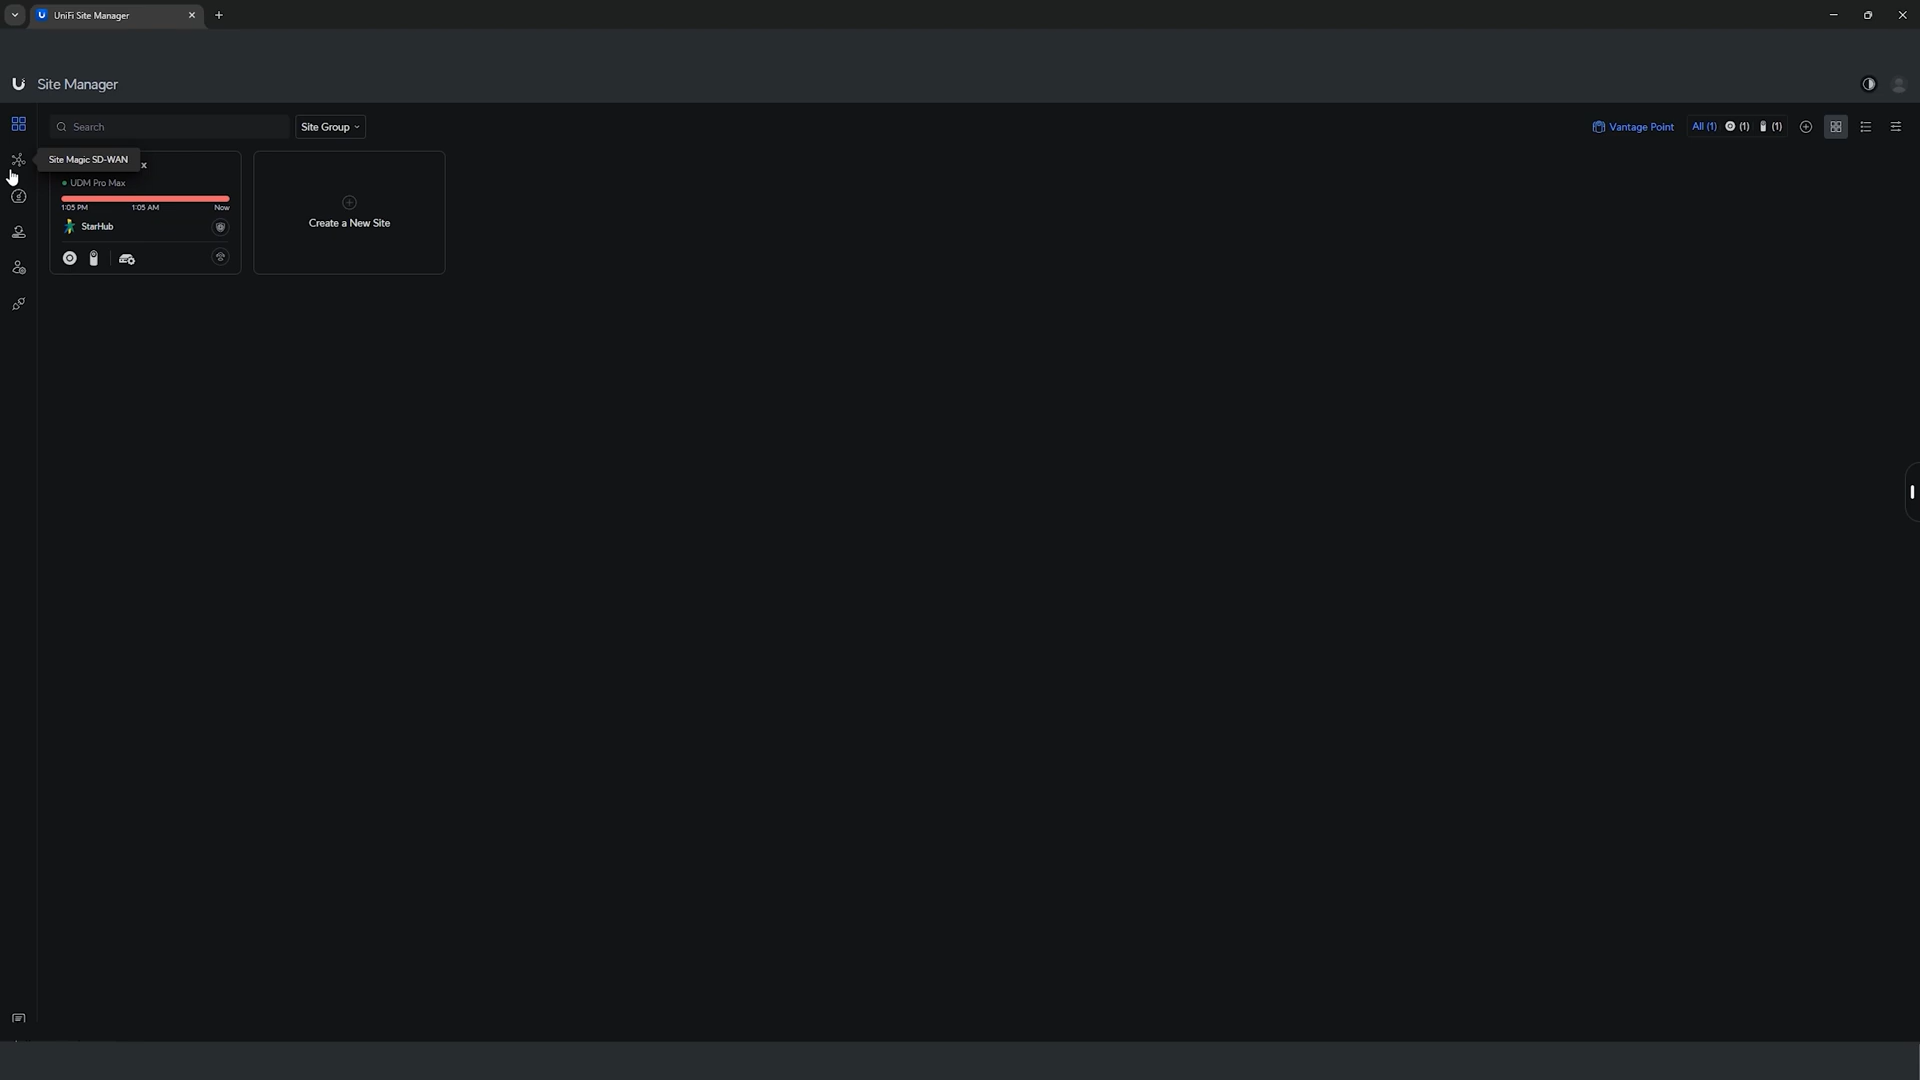 UniFi Site Manager
Site Manager
Search
Site Group
Vantage Point
All (1)
(1)
(1)
Site Magic SD-WAN
x
UDM Pro Max
1:05 PM
1:05 AM
Now
StarHub
Create a New Site